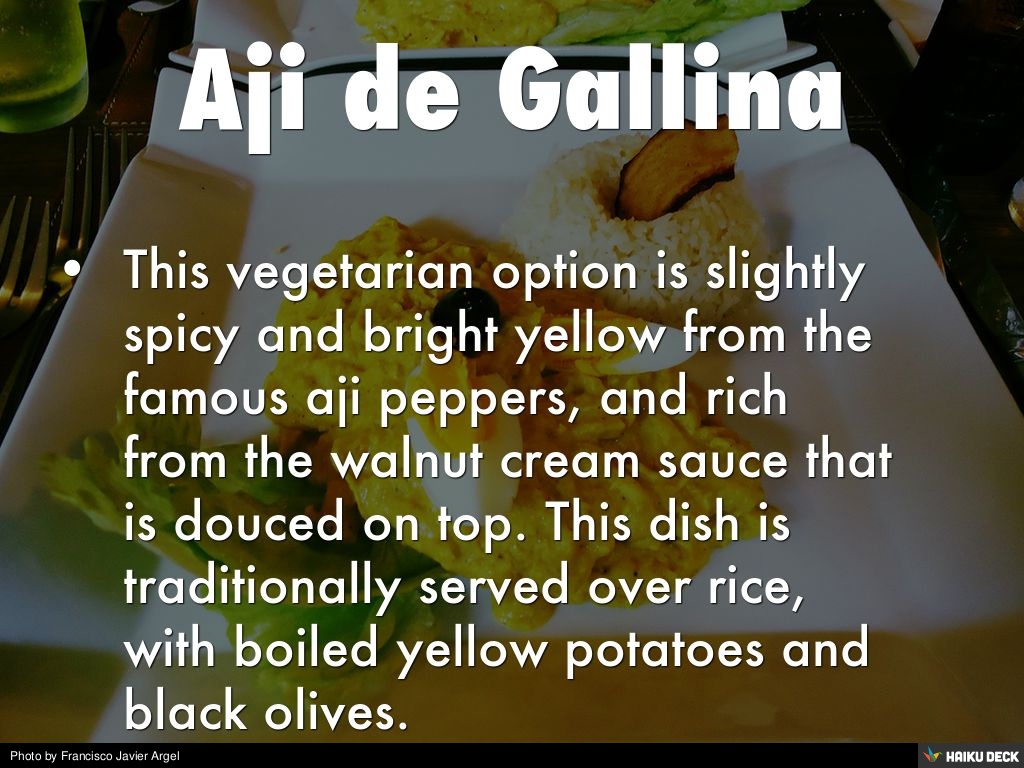 Aji de Gallina
• This vegetarian option is slightly
spicy and bright yellow from the
famous aji peppers, and rich
from the walnut cream sauce that
is douced on top. This dish is
traditionally served over rice,
with boiled yellow potatoes and
black olives.
Photo by Francisco Javier Argel
HAIKU DECK